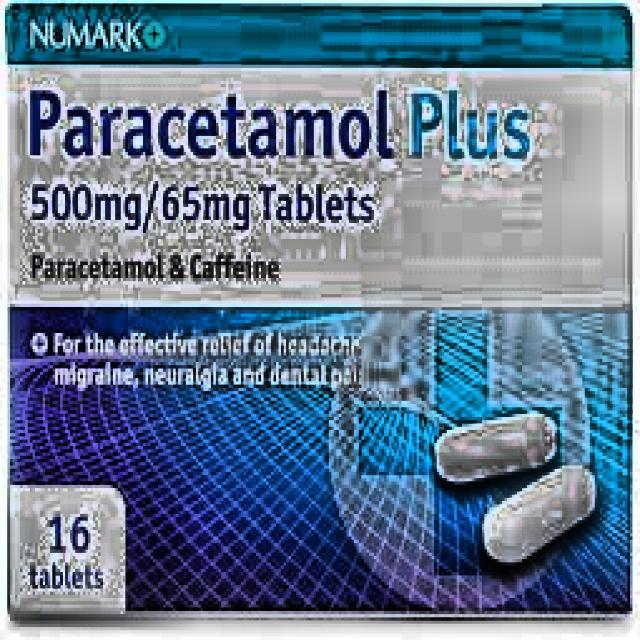 NUMARK
Paracetamol Plus
500mg/65mg Tablets
Paracetamol & Caffeine
For the effective relief of headache
migraine, neuralgia and dental
16
tablets